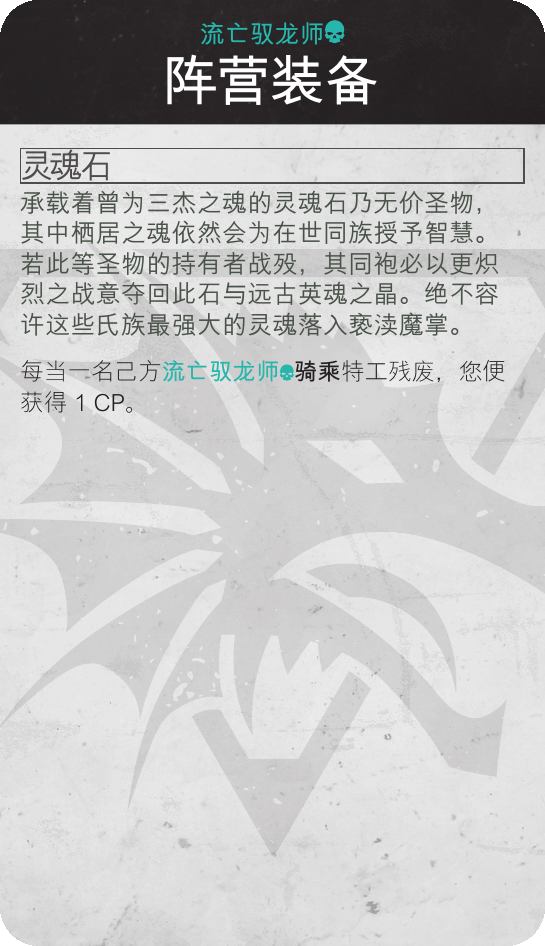 流亡驭龙师
阵营装备
灵魂石
承载着曾为三杰之魂的灵魂石乃无价圣物，
其中栖居之魂依然会为在世同族授予智慧。
若此等圣物的持有者战殁，其同袍必以更炽
烈之战意夺回此石与远古英魂之晶。绝不容
许这些氏族最强大的灵魂落入亵渎魔掌。
每当一名己方流亡驭龙师骑乘特工残废，您便
获得 1 CP。